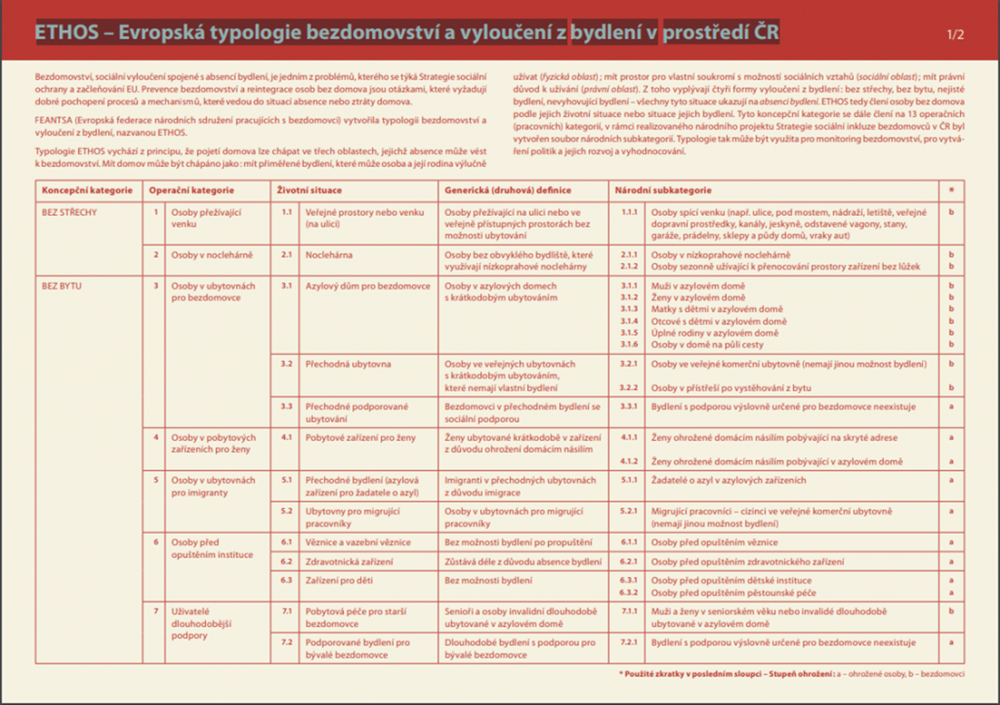 ETHOS – Evropská typologie bezdomovství a vyloučení z bydlení v prostředí ČR
1/2
Bezdomovství, sociální vyloučení spojené s absencí bydlení, je jedním z problémů, kterého se týká Strategie sociální
ochrany a začleňování EU. Prevence bezdomovství a reintegrace osob bez domova jsou otázkami, které vyžadují
dobré pochopení procesů a mechanismů, které vedou do situací absence nebo ztráty domova.
FEANTSA (Evropská federace národních sdružení pracujících s bezdomovci) vytvořila typologii bezdomovství a
vyloučení z bydlení, nazvanou ETHOS.
Typologie ETHOS vychází z principu, že pojetí domova lze chápat ve třech oblastech, jejichž absence může vést
k bezdomovství. Mít domov může být chápáno jako: mít přiměřené bydlení, které může osoba a její rodina výlučně
užívat (fyzická oblast); mít prostor pro vlastní soukromí s možností sociálních vztahů (sociální oblast); mít právní
důvod k užívání (právní oblast). Z toho vyplývají čtyři formy vyloučení z bydlení: bez střechy, bez bytu, nejisté
bydlení, nevyhovující bydlení – všechny tyto situace ukazují na absenci bydlení. ETHOS tedy člení osoby bez domova
podle jejich životní situace nebo situace jejich bydlení. Tyto koncepční kategorie se dále člení na 13 operačních
(pracovních) kategorií, v rámci realizovaného národního projektu Strategie sociální inkluze bezdomovců v ČR byl
vytvořen soubor národních subkategorií. Typologie tak může být využita pro monitoring bezdomovství, pro vytvá-
ření politik a jejich rozvoj a vyhodnocování.
Koncepční kategorie Operační kategorie Životní situace Generická (druhová) definice Národní subkategorie *
BEZ STŘECHY 1 Osoby přežívající 1.1 Veřejné prostory nebo venku Osoby přežívající na ulici nebo ve 1.1.1 Osoby spící venku (např. ulice, pod mostem, nádraží, letiště, veřejné b
venku (na ulici) veřejně přístupných prostorách bez dopravní prostředky, kanály, jeskyně, odstavené vagony, stany,
možnosti ubytování garáže, prádelny, sklepy a půdy domů, vraky aut)
2 Osoby v noclehárně 2.1 Noclehárna Osoby bez obvyklého bydliště, které 2.1.1 Osoby v nízkoprahové noclehárně b
využívají nízkoprahové noclehárny 2.1.2 Osoby sezonně užívající k přenocování prostory zařízení bez lůžek b
BEZ BYTU 3 Osoby v ubytovnách 3.1 Azylový dům pro bezdomovce Osoby v azylových domech 3.1.1 Muži v azylovém domě b
pro bezdomovce s krátkodobým ubytováním 3.1.2 Ženy v azylovém domě b
3.1.3 Matky s dětmi v azylovém domě b
3.1.4 Otcové s dětmi v azylovém domě b
3.1.5 Úplné rodiny v azylovém domě b
3.1.6 Osoby v domě na půli cesty b
3.2 Přechodná ubytovna Osoby ve veřejných ubytovnách 3.2.1 Osoby ve veřejné komerční ubytovně (nemají jinou možnost bydlení) b
s krátkodobým ubytováním,
které nemají vlastní bydlení 3.2.2 Osoby v přístřeší po vystěhování z bytu b
3.3 Přechodné podporované Bezdomovci v přechodném bydlení se 3.3.1 Bydlení s podporou výslovně určené pro bezdomovce neexistuje a
ubytování sociální podporou
4 Osoby v pobytových 4.1 Pobytové zařízení pro ženy Ženy ubytované krátkodobě v zařízení 4.1.1 Ženy ohrožené domácím násilím pobývající na skryté adrese a
zařízeních pro ženy z důvodu ohrožení domácím násilím
4.1.2 Ženy ohrožené domácím násilím pobývající v azylovém domě a
5 Osoby v ubytovnách 5.1 Přechodné bydlení (azylová Imigranti v přechodných ubytovnách 5.1.1 Žadatelé o azyl v azylových zařízeních a
pro imigranty zařízení pro žadatele o azyl) z důvodu imigrace
5.2 Ubytovny pro migrující Osoby v ubytovnách pro migrující 5.2.1 Migrující pracovníci – cizinci ve veřejné komerční ubytovně a
pracovníky pracovníky (nemají jinou možnost bydlení)
6 Osoby před 6.1 Věznice a vazební věznice Bez možnosti bydlení po propuštění 6.1.1 Osoby před opuštěním věznice a
opuštěním instituce 6.2 Zdravotnická zařízení Zůstává déle z důvodu absence bydlení 6.2.1 Osoby před opuštěním zdravotnického zařízení a
6.3 Zařízení pro děti Bez možnosti bydlení 6.3.1 Osoby před opuštěním dětské instituce a
6.3.2 Osoby před opuštěním pěstounské péče a
7 Uživatelé 7.1 Pobytová péče pro starší Senioři a osoby invalidní dlouhodobě 7.1.1 Muži a ženy v seniorském věku nebo invalidé dlouhodobě b
dlouhodobější bezdomovce ubytované v azylovém domě ubytované v azylovém domě
podpory 7.2 Podporované bydlení pro Dlouhodobé bydlení s podporou pro 7.2.1 Bydlení s podporou výslovně určené pro bezdomovce neexistuje a
bývalé bezdomovce bývalé bezdomovce
* Použité zkratky v posledním sloupci – Stupeň ohrožení: a – ohrožené osoby, b – bezdomovci